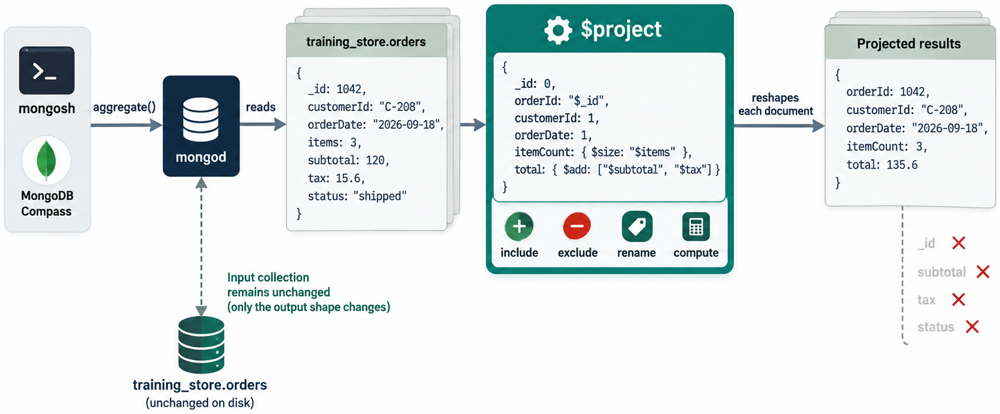 mongosh
MongoDB
Compass
aggregate()
mongod
reads
training_store.orders
{
_id: 1042,
customerId: "C-208",
orderDate: "2026-09-18",
items: 3,
subtotal: 120,
tax: 15.6,
status: "shipped"
}
$project
{
_id: 0,
orderId: "$_id",
customerId: 1,
orderDate: 1,
itemCount: { $size: "$items" },
total: { $add: ["$subtotal", "$tax"] }
}
include
exclude
rename
compute
reshapes
each document
Projected results
{
orderId: 1042,
customerId: "C-208",
orderDate: "2026-09-18",
itemCount: 3,
total: 135.6
}
_id
subtotal
tax
status
Input collection
remains unchanged
(only the output shape changes)
training_store.orders
(unchanged on disk)